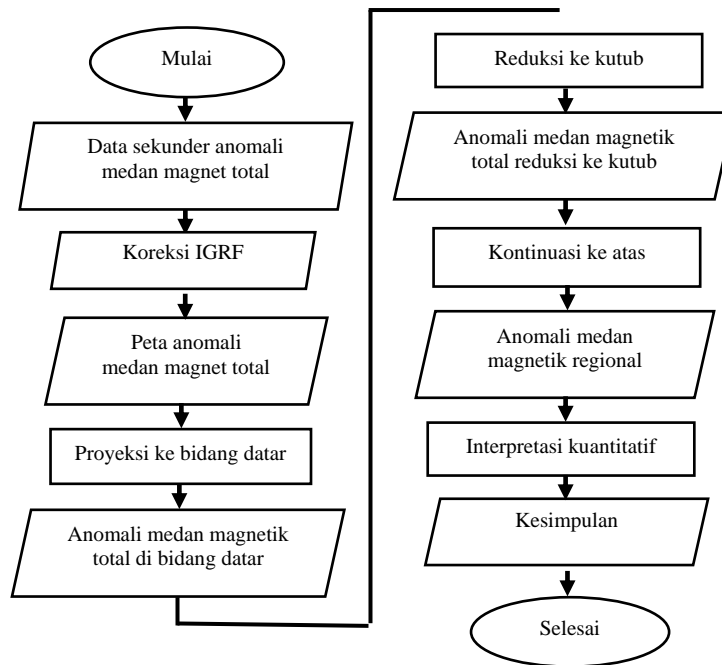 Mulai
Data sekunder anomali
medan magnet total
Koreksi IGRF
Peta anomali
medan magnet total
Proyeksi ke bidang datar
Anomali medan magnetik
total di bidang datar
Reduksi ke kutub
Anomali medan magnetik
total reduksi ke kutub
Kontinuasi ke atas
Anomali medan
magnetik regional
Interpretasi kuantitatif
Kesimpulan
Selesai